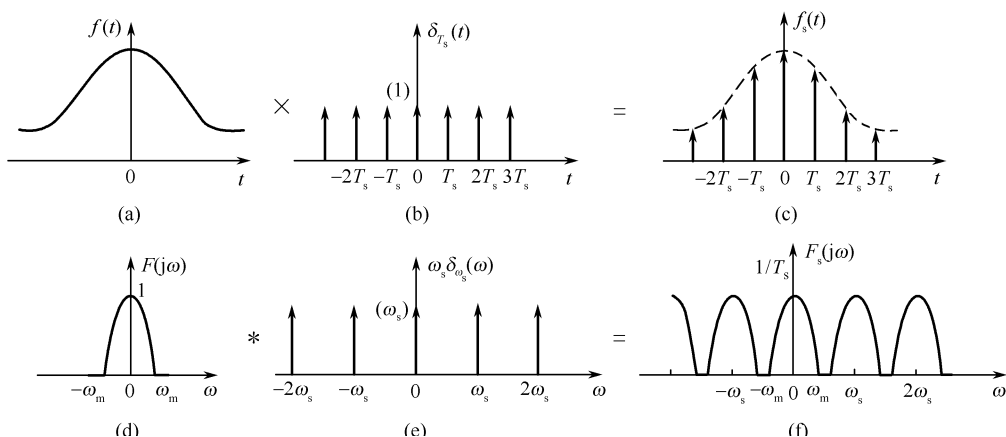 f(t)
0
t
(a)
×
δ_{T_s}(t)
(1)
−2T_s −T_s 0 T_s 2T_s 3T_s
t
(b)
=
f_s(t)
−2T_s −T_s 0 T_s 2T_s 3T_s
t
(c)
F(jω)
1
−ω_m 0 ω_m ω
(d)
*
ω_sδ_{ω_s}(ω)
(ω_s)
−2ω_s −ω_s 0 ω_s 2ω_s ω
(e)
=
F_s(jω)
1/T_s
−ω_s −ω_m 0 ω_m ω_s 2ω_s ω
(f)